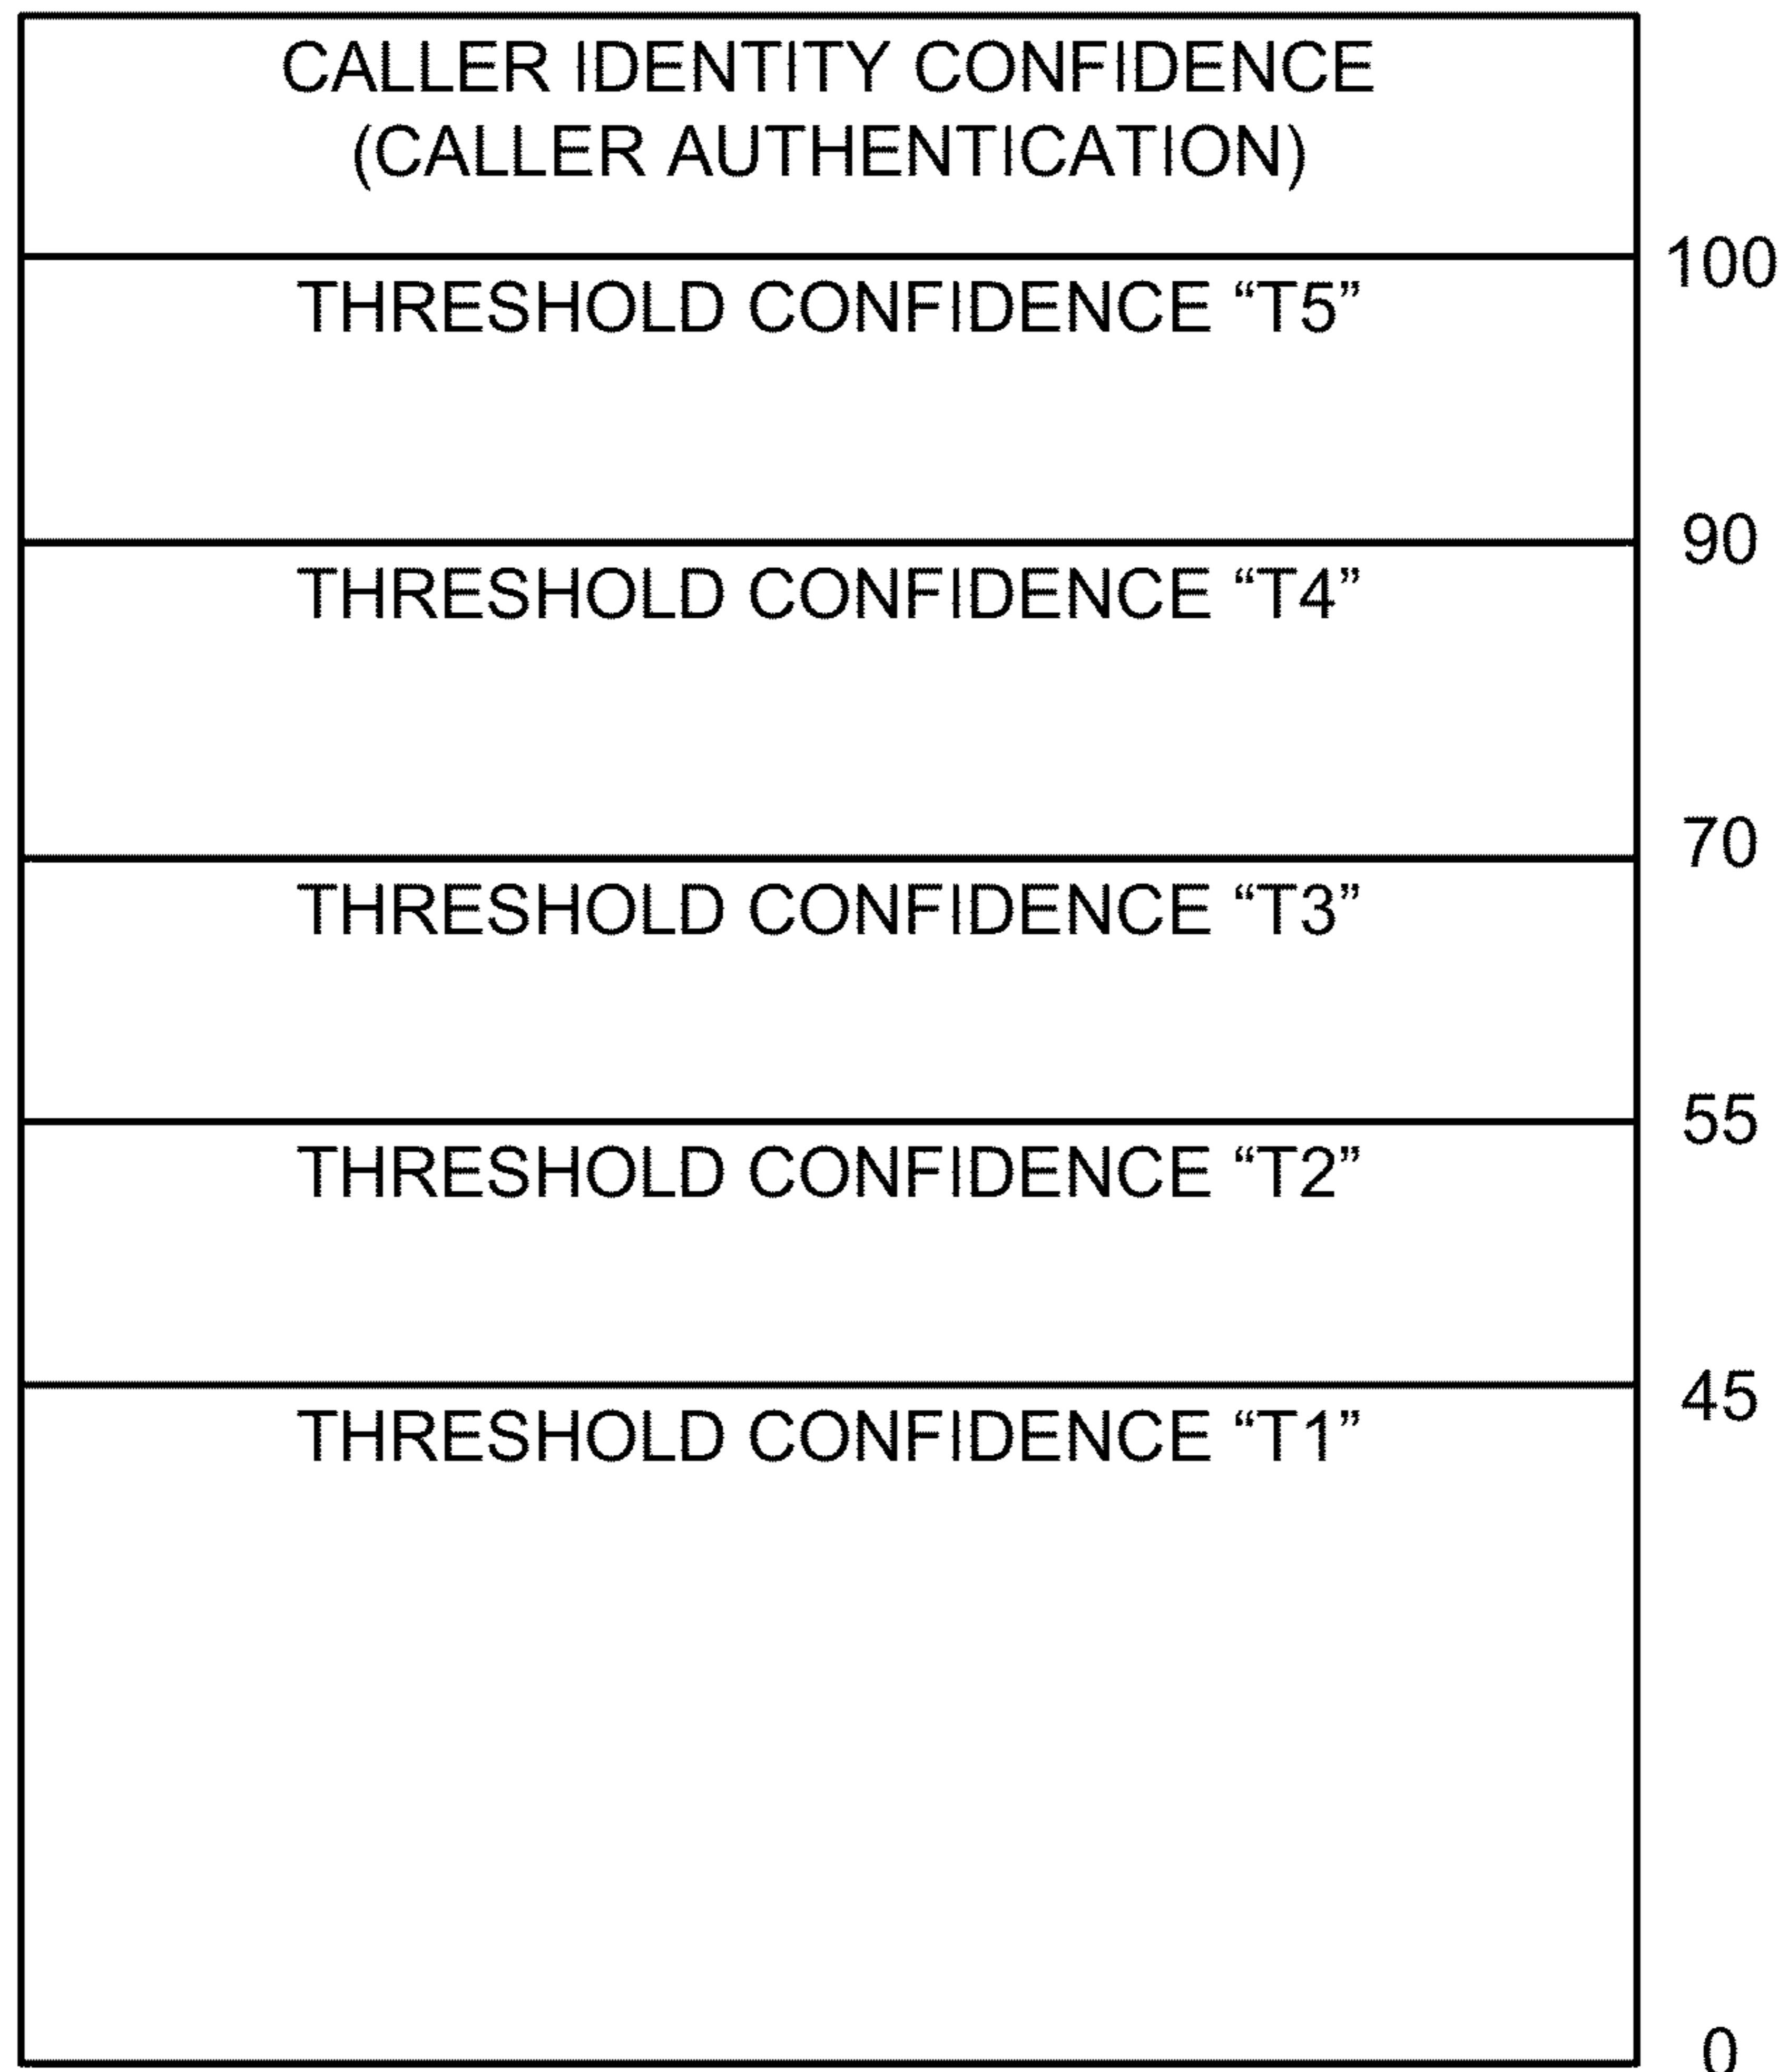 CALLER IDENTITY CONFIDENCE
(CALLER AUTHENTICATION)
100
THRESHOLD CONFIDENCE “T5”
90
THRESHOLD CONFIDENCE “T4”
70
THRESHOLD CONFIDENCE “T3”
55
THRESHOLD CONFIDENCE “T2”
45
THRESHOLD CONFIDENCE “T1”
0